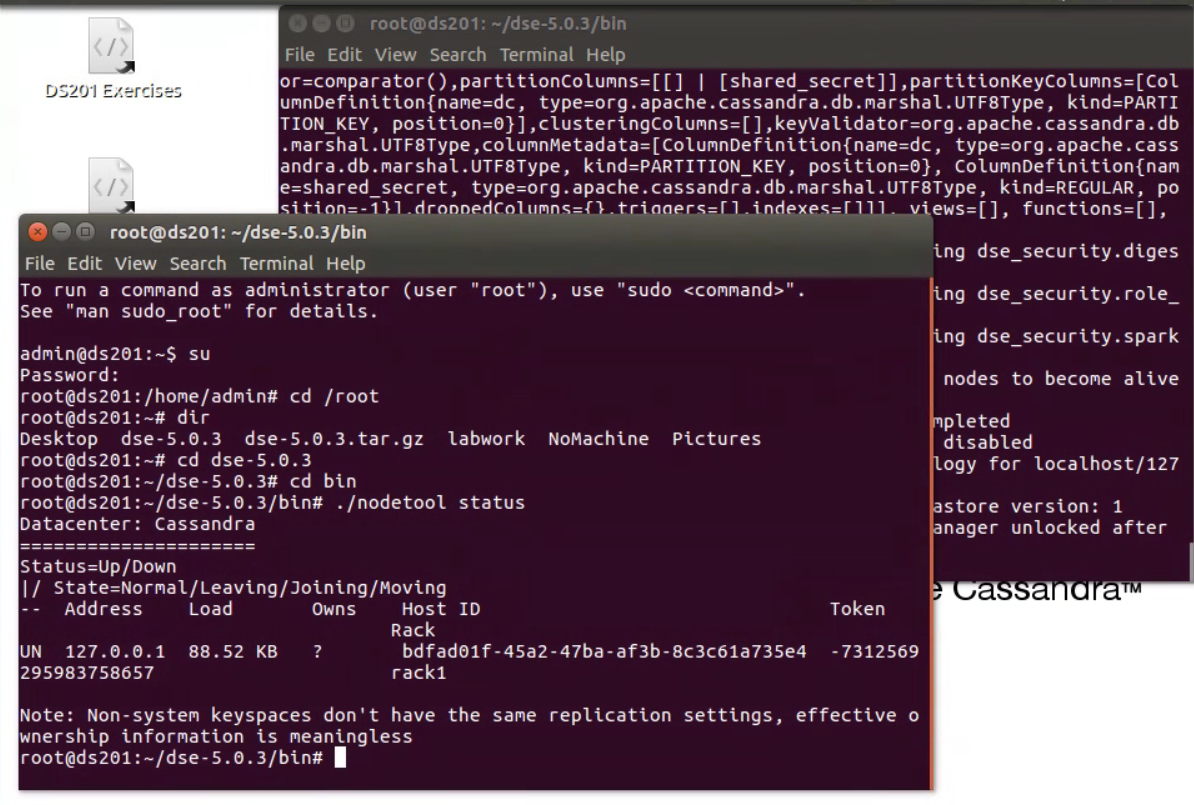 DS201 Exercises
root@ds201: ~/dse-5.0.3/bin
File Edit View Search Terminal Help
or=comparator(),partitionColumns=[[] | [shared_secret]],partitionKeyColumns=[Col
umnDefinition{name=dc, type=org.apache.cassandra.db.marshal.UTF8Type, kind=PARTI
TION_KEY, position=0}],clusteringColumns=[],keyValidator=org.apache.cassandra.db
.marshal.UTF8Type,columnMetadata=[ColumnDefinition{name=dc, type=org.apache.cass
andra.db.marshal.UTF8Type, kind=PARTITION_KEY, position=0}, ColumnDefinition{nam
e=shared_secret, type=org.apache.cassandra.db.marshal.UTF8Type, kind=REGULAR, po
sition=-1}],droppedColumns={},triggers=[],indexes=[]]], views=[], functions=[],
ing dse_security.diges
ing dse_security.role_
ing dse_security.spark
nodes to become alive
mpleted
disabled
logy for localhost/127
astore version: 1
anager unlocked after
e Cassandra™
root@ds201: ~/dse-5.0.3/bin
File Edit View Search Terminal Help
To run a command as administrator (user "root"), use "sudo <command>".
See "man sudo_root" for details.
admin@ds201:~$ su
Password:
root@ds201:/home/admin# cd /root
root@ds201:~# dir
Desktop dse-5.0.3 dse-5.0.3.tar.gz labwork NoMachine Pictures
root@ds201:~# cd dse-5.0.3
root@ds201:~/dse-5.0.3# cd bin
root@ds201:~/dse-5.0.3/bin# ./nodetool status
Datacenter: Cassandra
=====================
Status=Up/Down
|/ State=Normal/Leaving/Joining/Moving
-- Address Load Owns Host ID Token
Rack
UN 127.0.0.1 88.52 KB ? bdfad01f-45a2-47ba-af3b-8c3c61a735e4 -7312569
295983758657 rack1
Note: Non-system keyspaces don't have the same replication settings, effective o
wnership information is meaningless
root@ds201:~/dse-5.0.3/bin#